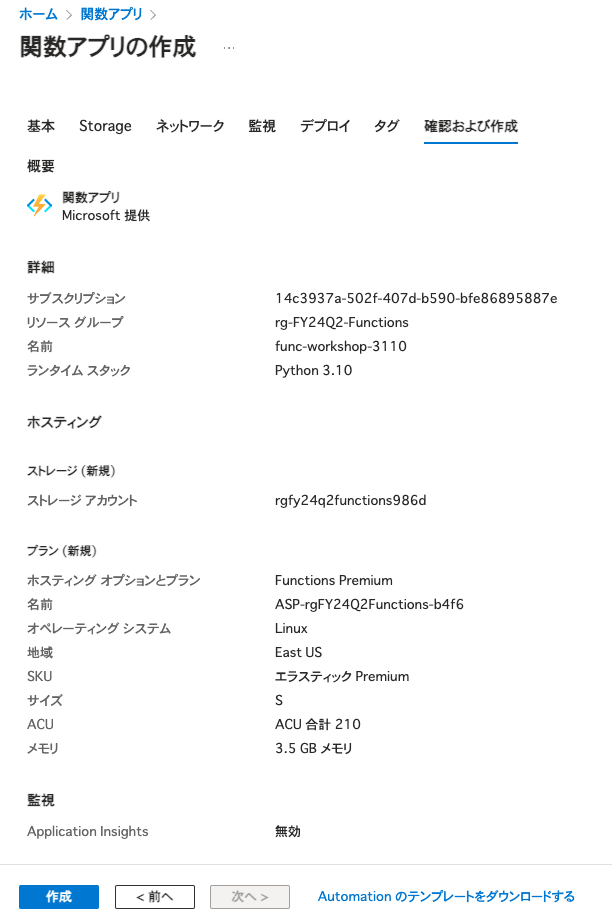 ホーム > 関数アプリ >
関数アプリの作成 ...
基本 Storage ネットワーク 監視 デプロイ タグ 確認および作成
概要
関数アプリ
Microsoft 提供
詳細
サブスクリプション 14c3937a-502f-407d-b590-bfe86895887e
リソース グループ rg-FY24Q2-Functions
名前 func-workshop-3110
ランタイム スタック Python 3.10
ホスティング
ストレージ (新規)
ストレージ アカウント rgfy24q2functions986d
プラン (新規)
ホスティング オプションとプラン Functions Premium
名前 ASP-rgFY24Q2Functions-b4f6
オペレーティング システム Linux
地域 East US
SKU エラスティック Premium
サイズ S
ACU ACU 合計 210
メモリ 3.5 GB メモリ
監視
Application Insights 無効
作成 < 前へ 次へ > Automation のテンプレートをダウンロードする